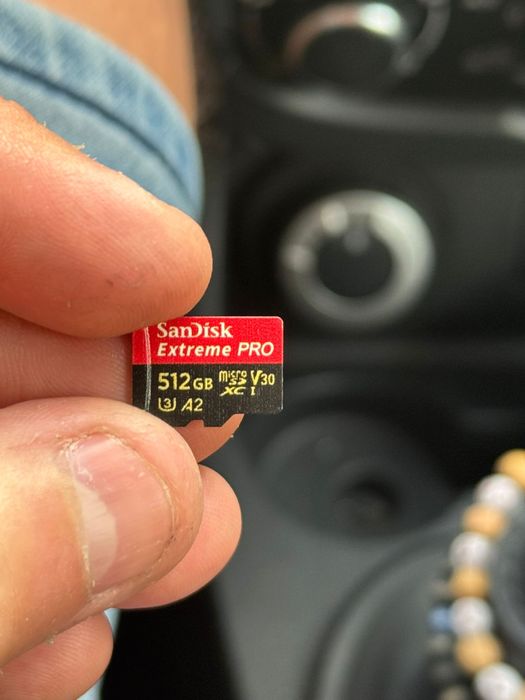 SanDisk
Extreme PRO
512GB micro SD XC I V30
U3 A2